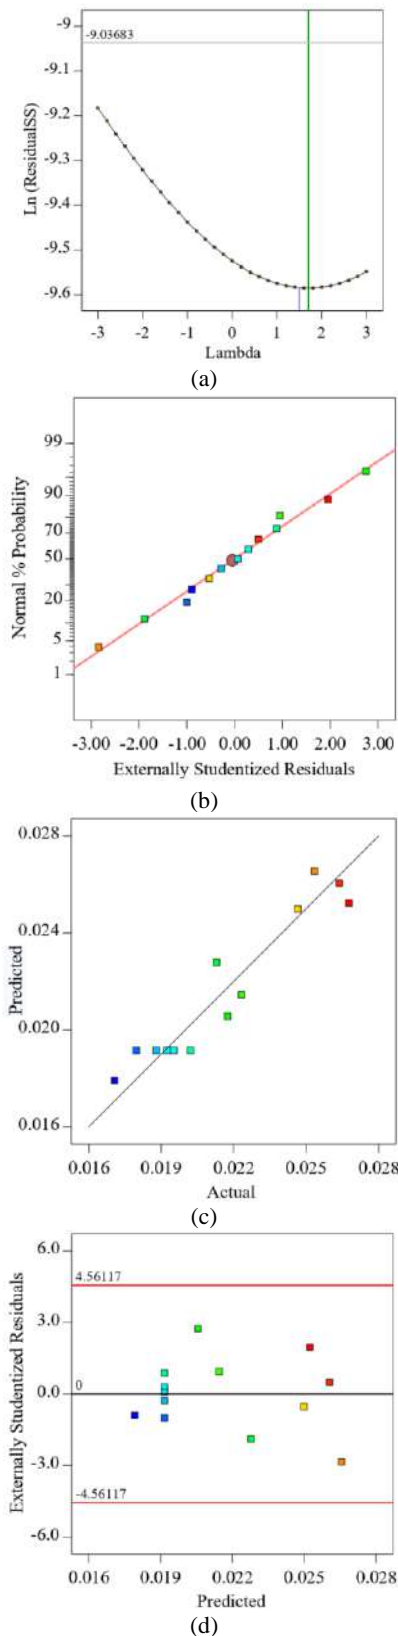 -9
-9.03683
-9.1
-9.2
-9.3
-9.4
-9.5
-9.6
Ln (ResidualSS)
-3 -2 -1 0 1 2 3
Lambda
(a)
99
90
70
50
20
5
1
Normal % Probability
-3.00 -2.00 -1.00 0.00 1.00 2.00 3.00
Externally Studentized Residuals
(b)
0.028
0.024
0.020
0.016
Predicted
0.016 0.019 0.022 0.025 0.028
Actual
(c)
6.0
4.56117
3.0
0
0.0
-3.0
-4.56117
-6.0
Externally Studentized Residuals
0.016 0.019 0.022 0.025 0.028
Predicted
(d)